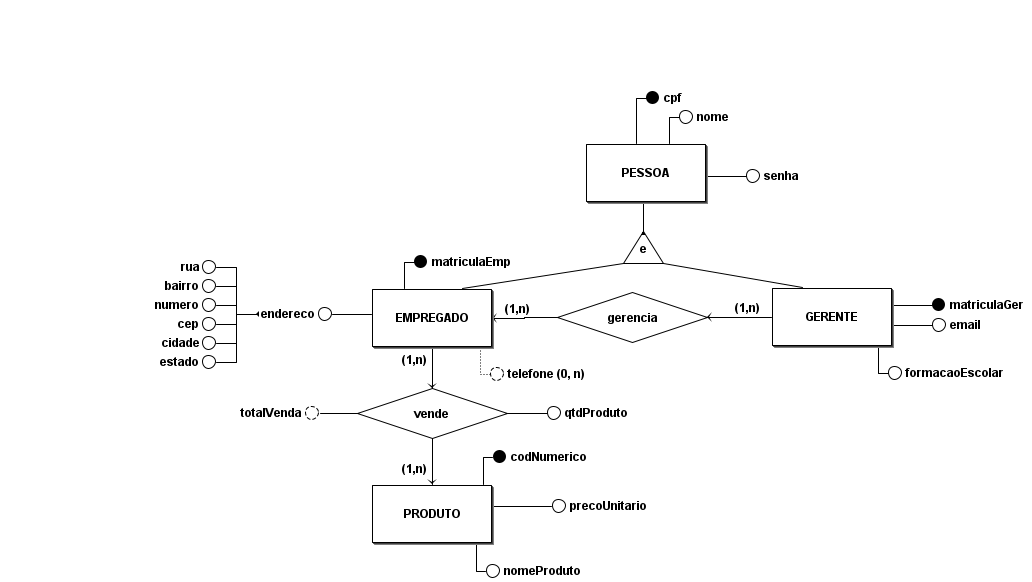 cpf
nome
PESSOA
senha
e
rua
bairro
numero
cep
cidade
estado
endereco
matriculaEmp
EMPREGADO
(1,n)
gerencia
(1,n)
GERENTE
matriculaGer
email
formacaoEscolar
(1,n)
telefone (0, n)
totalVenda
vende
qtdProduto
(1,n)
codNumerico
PRODUTO
precoUnitario
nomeProduto